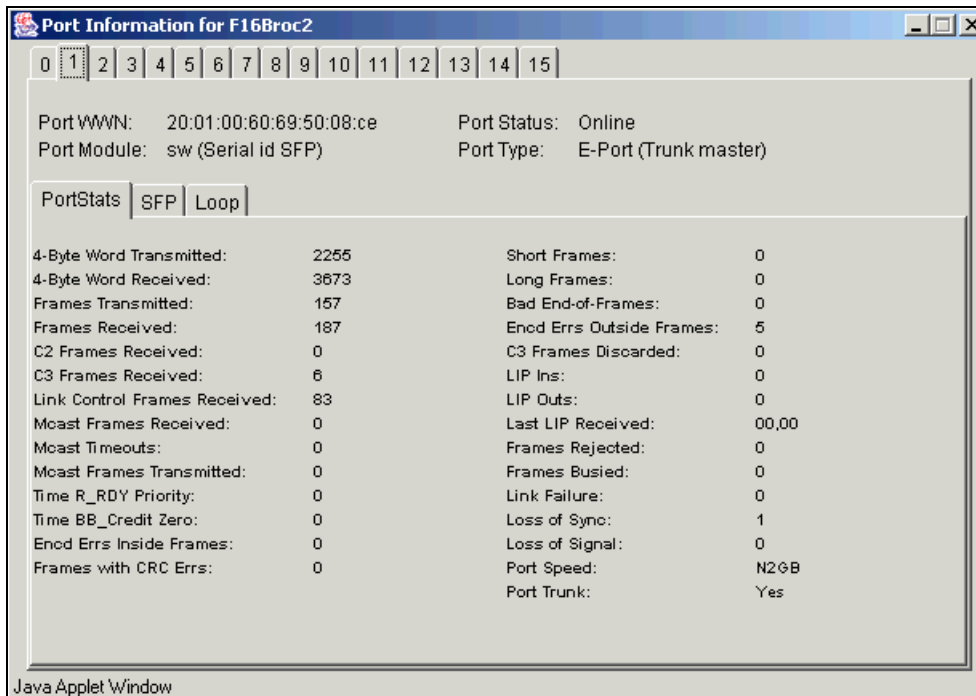 Port Information for F16Broc2
0 1 2 3 4 5 6 7 8 9 10 11 12 13 14 15
Port WWN: 20:01:00:60:69:50:08:ce Port Status: Online
Port Module: sw (Serial id SFP) Port Type: E-Port (Trunk master)
PortStats SFP Loop
4-Byte Word Transmitted: 2255 Short Frames: 0
4-Byte Word Received: 3673 Long Frames: 0
Frames Transmitted: 157 Bad End-of-Frames: 0
Frames Received: 187 Encd Errs Outside Frames: 5
C2 Frames Received: 0 C3 Frames Discarded: 0
C3 Frames Received: 6 LIP Ins: 0
Link Control Frames Received: 83 LIP Outs: 0
Mcast Frames Received: 0 Last LIP Received: 00,00
Mcast Timeouts: 0 Frames Rejected: 0
Mcast Frames Transmitted: 0 Frames Busied: 0
Time R_RDY Priority: 0 Link Failure: 0
Time BB_Credit Zero: 0 Loss of Sync: 1
Encd Errs Inside Frames: 0 Loss of Signal: 0
Frames with CRC Errs: 0 Port Speed: N2GB
Port Trunk: Yes
Java Applet Window